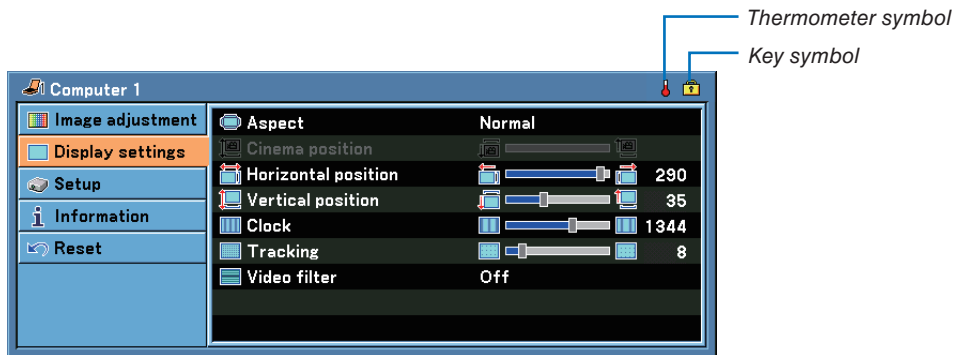 Thermometer symbol
Key symbol
Computer 1
Image adjustment
Display settings
Setup
Information
Reset
Aspect Normal
Cinema position
Horizontal position 290
Vertical position 35
Clock 1344
Tracking 8
Video filter Off